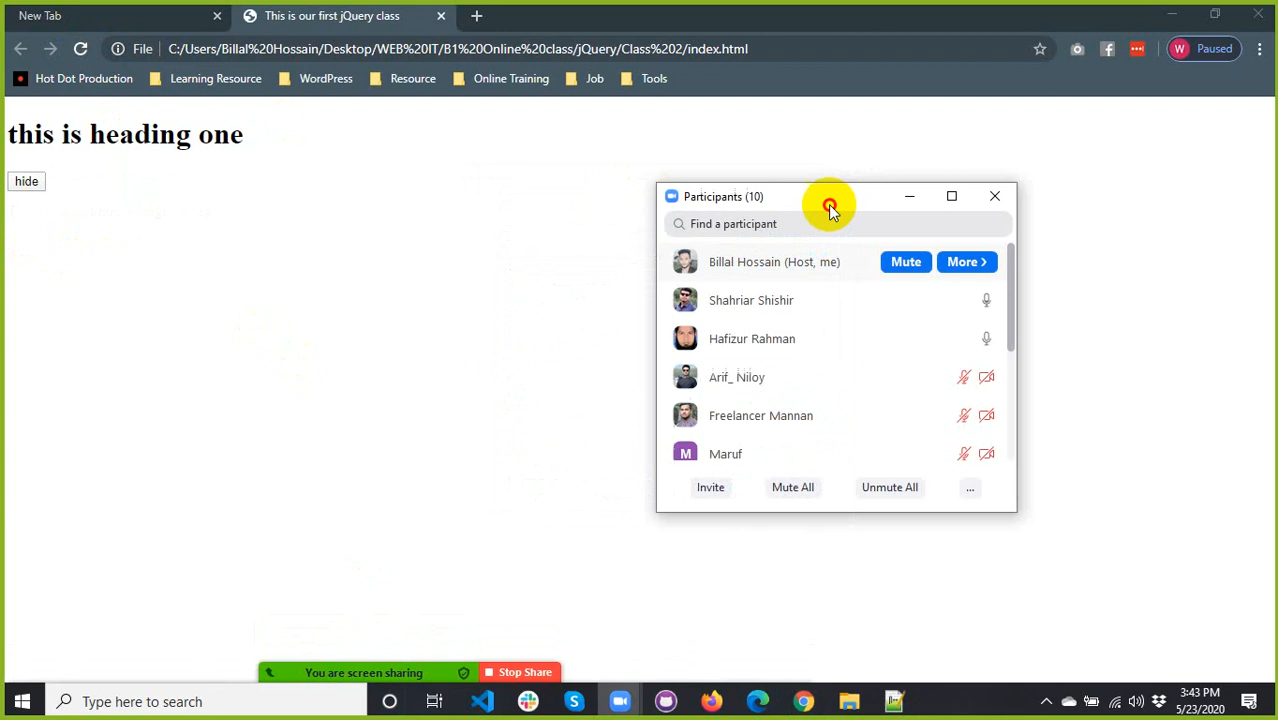 New Tab
This is our first jQuery class
File
C:/Users/Billal%20Hossain/Desktop/WEB%20IT/B1%20Online%20class/jQuery/Class%202/index.html
W Paused
Hot Dot Production
Learning Resource
WordPress
Resource
Online Training
Job
Tools
this is heading one
hide
Participants (10)
Find a participant
Billal Hossain (Host, me)
Mute
More
Shahriar Shishir
Hafizur Rahman
Arif_ Niloy
Freelancer Mannan
M Maruf
Invite
Mute All
Unmute All
...
You are screen sharing
Stop Share
Type here to search
3:43 PM
5/23/2020